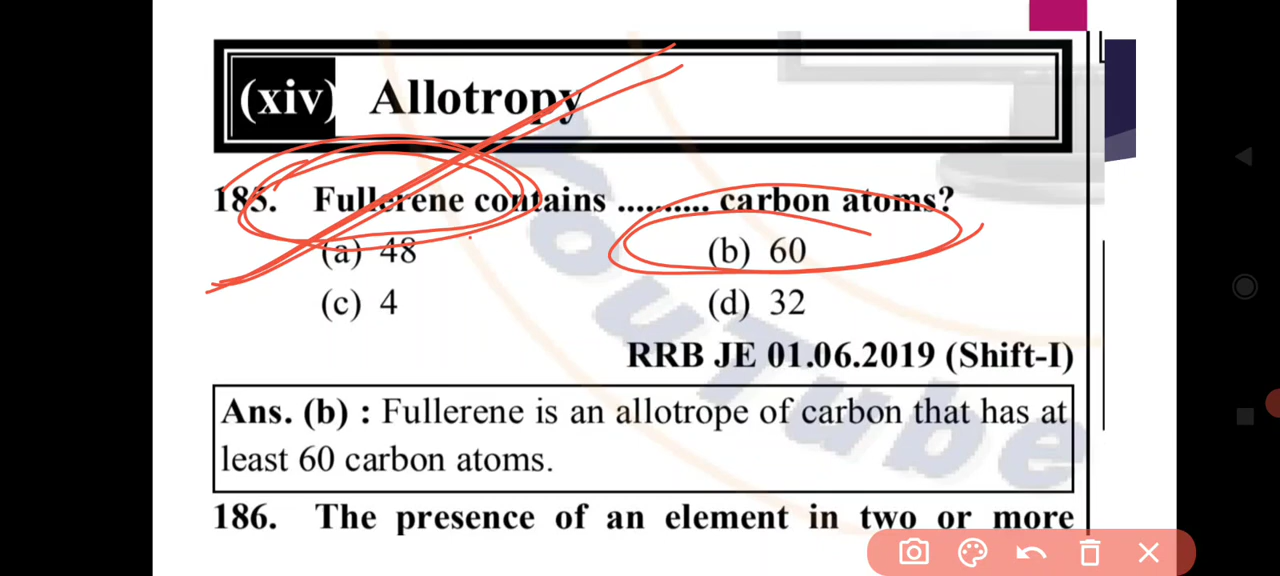 (xiv) Allotropy
185. Fullerene contains .......... carbon atoms?
(a) 48 (b) 60
(c) 4 (d) 32
RRB JE 01.06.2019 (Shift-I)
Ans. (b) : Fullerene is an allotrope of carbon that has at
least 60 carbon atoms.
186. The presence of an element in two or more
YouTube